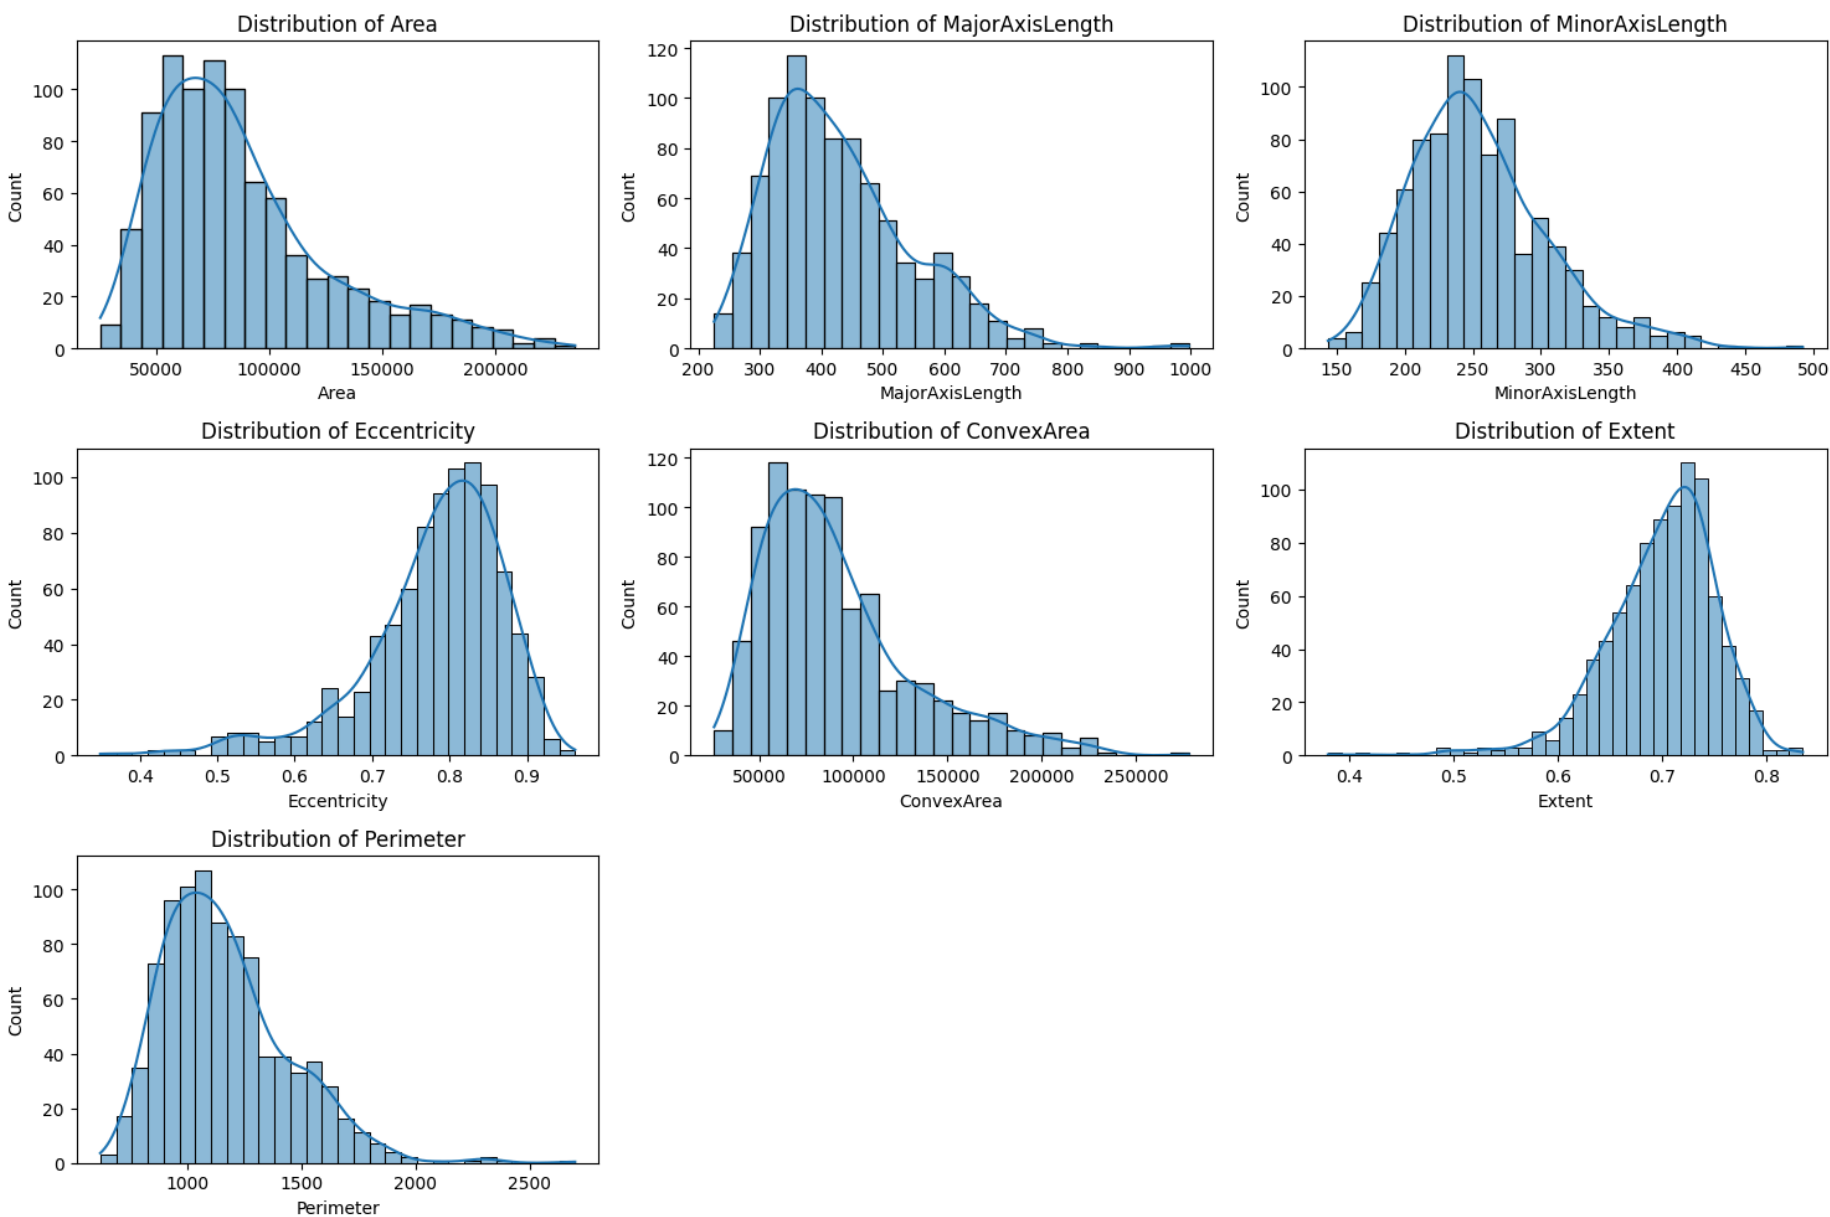 Distribution of Area
Count
100
80
60
40
20
0
50000 100000 150000 200000
Area
Distribution of MajorAxisLength
Count
120
100
80
60
40
20
0
200 300 400 500 600 700 800 900 1000
MajorAxisLength
Distribution of MinorAxisLength
Count
100
80
60
40
20
0
150 200 250 300 350 400 450 500
MinorAxisLength
Distribution of Eccentricity
Count
100
80
60
40
20
0
0.4 0.5 0.6 0.7 0.8 0.9
Eccentricity
Distribution of ConvexArea
Count
120
100
80
60
40
20
0
50000 100000 150000 200000 250000
ConvexArea
Distribution of Extent
Count
100
80
60
40
20
0
0.4 0.5 0.6 0.7 0.8
Extent
Distribution of Perimeter
Count
100
80
60
40
20
0
1000 1500 2000 2500
Perimeter